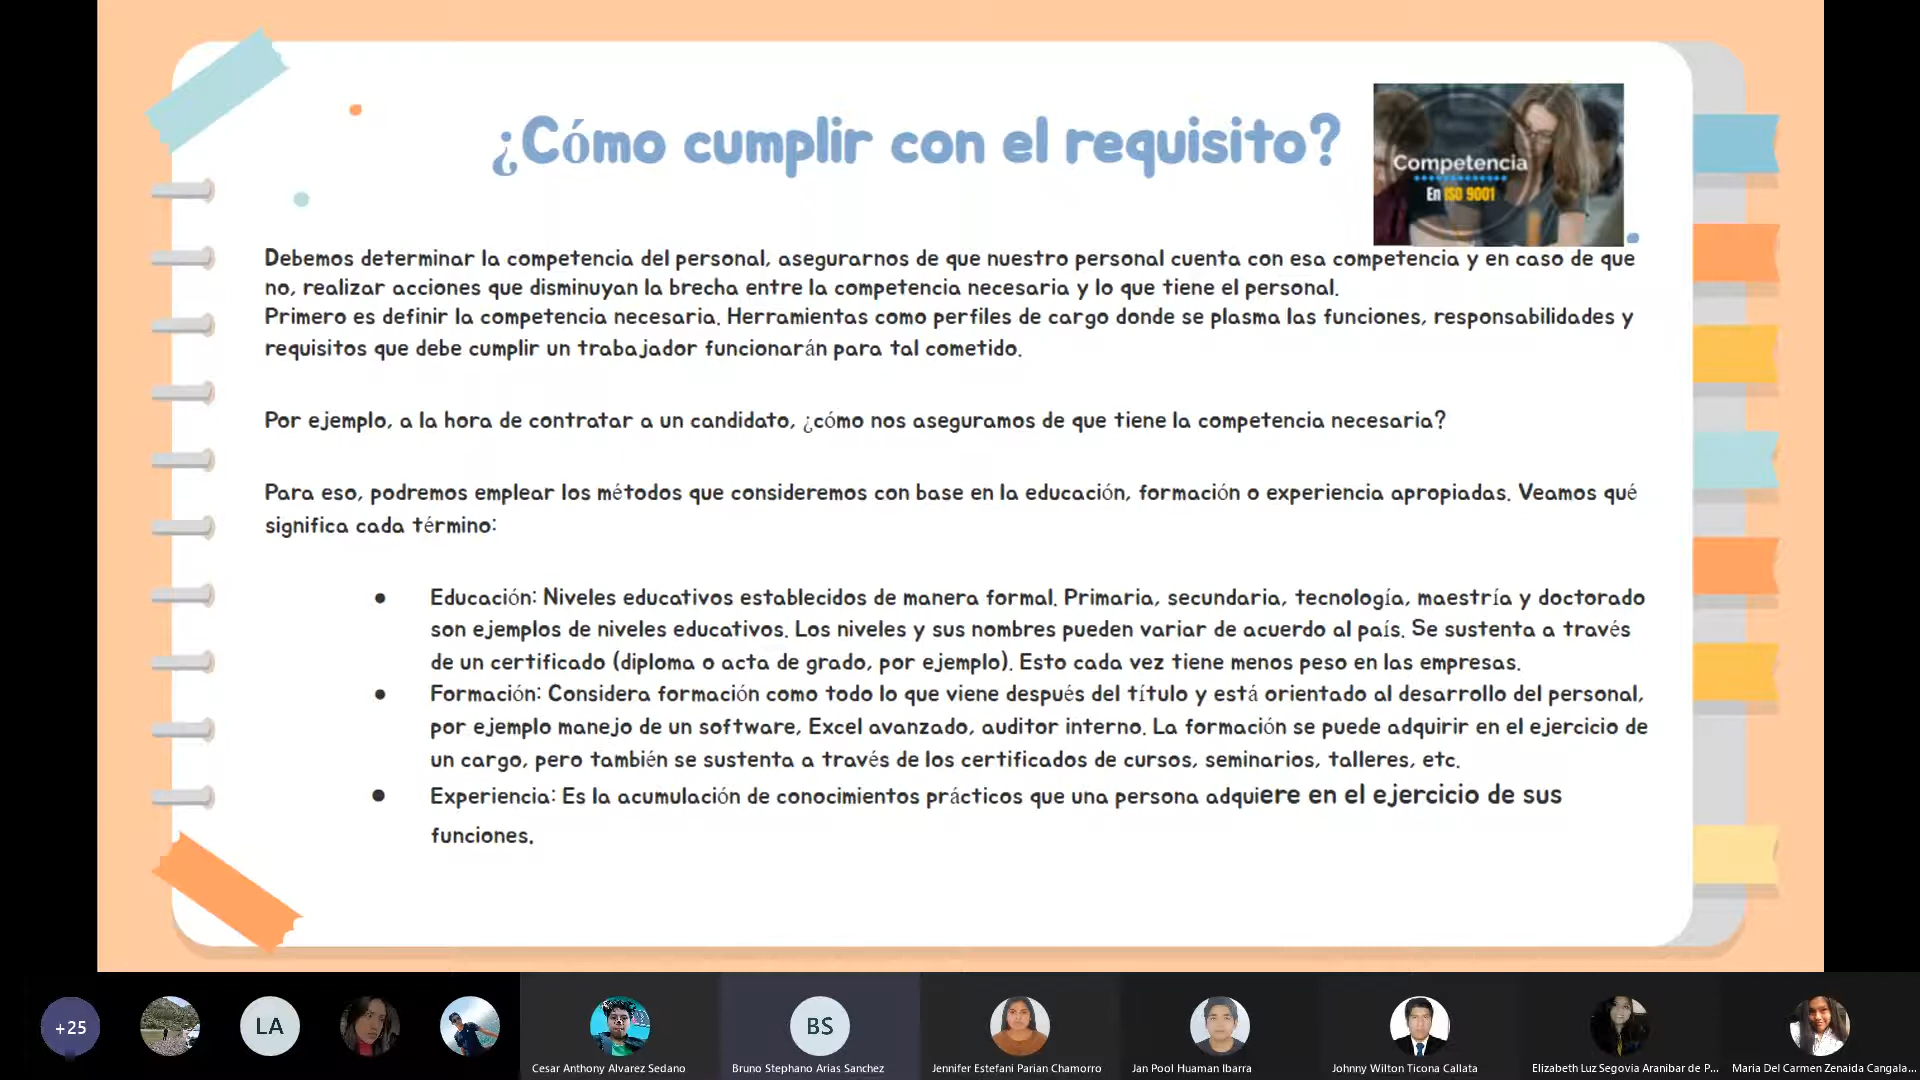 ¿Cómo cumplir con el requisito?
Competencia
En ISO 9001
Debemos determinar la competencia del personal, asegurarnos de que nuestro personal cuenta con esa competencia y en caso de que
no, realizar acciones que disminuyan la brecha entre la competencia necesaria y lo que tiene el personal.
Primero es definir la competencia necesaria. Herramientas como perfiles de cargo donde se plasma las funciones, responsabilidades y
requisitos que debe cumplir un trabajador funcionarán para tal cometido.
Por ejemplo, a la hora de contratar a un candidato, ¿cómo nos aseguramos de que tiene la competencia necesaria?
Para eso, podremos emplear los métodos que consideremos con base en la educación, formación o experiencia apropiadas. Veamos qué
significa cada término:
● Educación: Niveles educativos establecidos de manera formal. Primaria, secundaria, tecnología, maestría y doctorado
son ejemplos de niveles educativos. Los niveles y sus nombres pueden variar de acuerdo al país. Se sustenta a través
de un certificado (diploma o acta de grado, por ejemplo). Esto cada vez tiene menos peso en las empresas.
● Formación: Considera formación como todo lo que viene después del título y está orientado al desarrollo del personal,
por ejemplo manejo de un software, Excel avanzado, auditor interno. La formación se puede adquirir en el ejercicio de
un cargo, pero también se sustenta a través de los certificados de cursos, seminarios, talleres, etc.
● Experiencia: Es la acumulación de conocimientos prácticos que una persona adquiere en el ejercicio de sus
funciones.
+25
LA
BS
Cesar Anthony Alvarez Sedano
Bruno Stephano Arias Sanchez
Jennifer Estefani Parian Chamorro
Jan Pool Huaman Ibarra
Johnny Wilton Ticona Callata
Elizabeth Luz Segovia Aranibar de P...
Maria Del Carmen Zenaida Cangala...